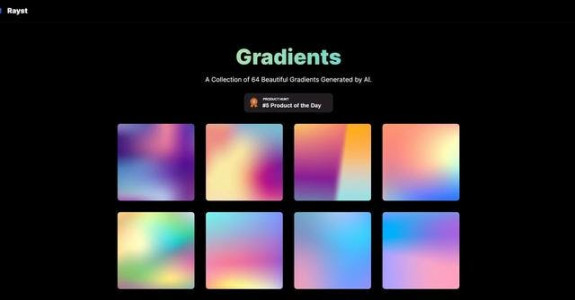 Rayst
Gradients
A Collection of 64 Beautiful Gradients Generated by AI.
PRODUCT HUNT
#5 Product of the Day